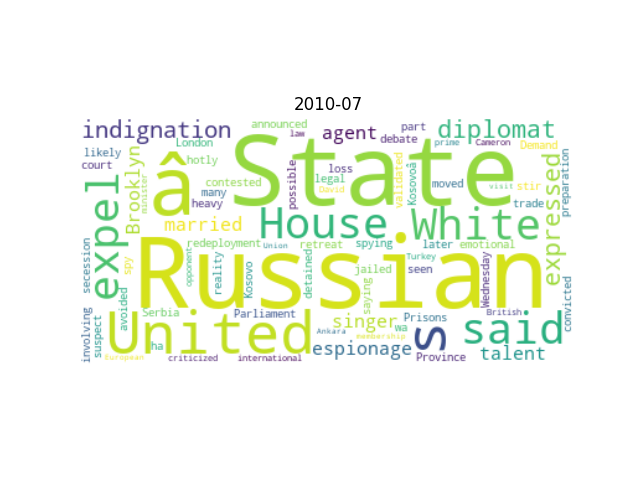 2010-07
indignation
announced
law
agent
part
debate
prime
Cameron
diplomat
Demand
London
likely
court
hotly
contested
many
heavy
â
State
possible
loss
legal
David
validated
Kosovoâ
moved
visit
stir
trade
expressed
preparation
Brooklyn
minister
expel
married
House
White
redeployment
Union
retreat
spying
later
emotional
secession
spy
opponent
reality
Kosovo
Russian
detained
jailed
saying
seen
Turkey
Wednesday
avoided
Serbia
Parliament
Prisons
British
convicted
involving
suspect
United
singer
wa
s
said
ha
Ankara
membership
espionage
talent
European
criticized
international
Province